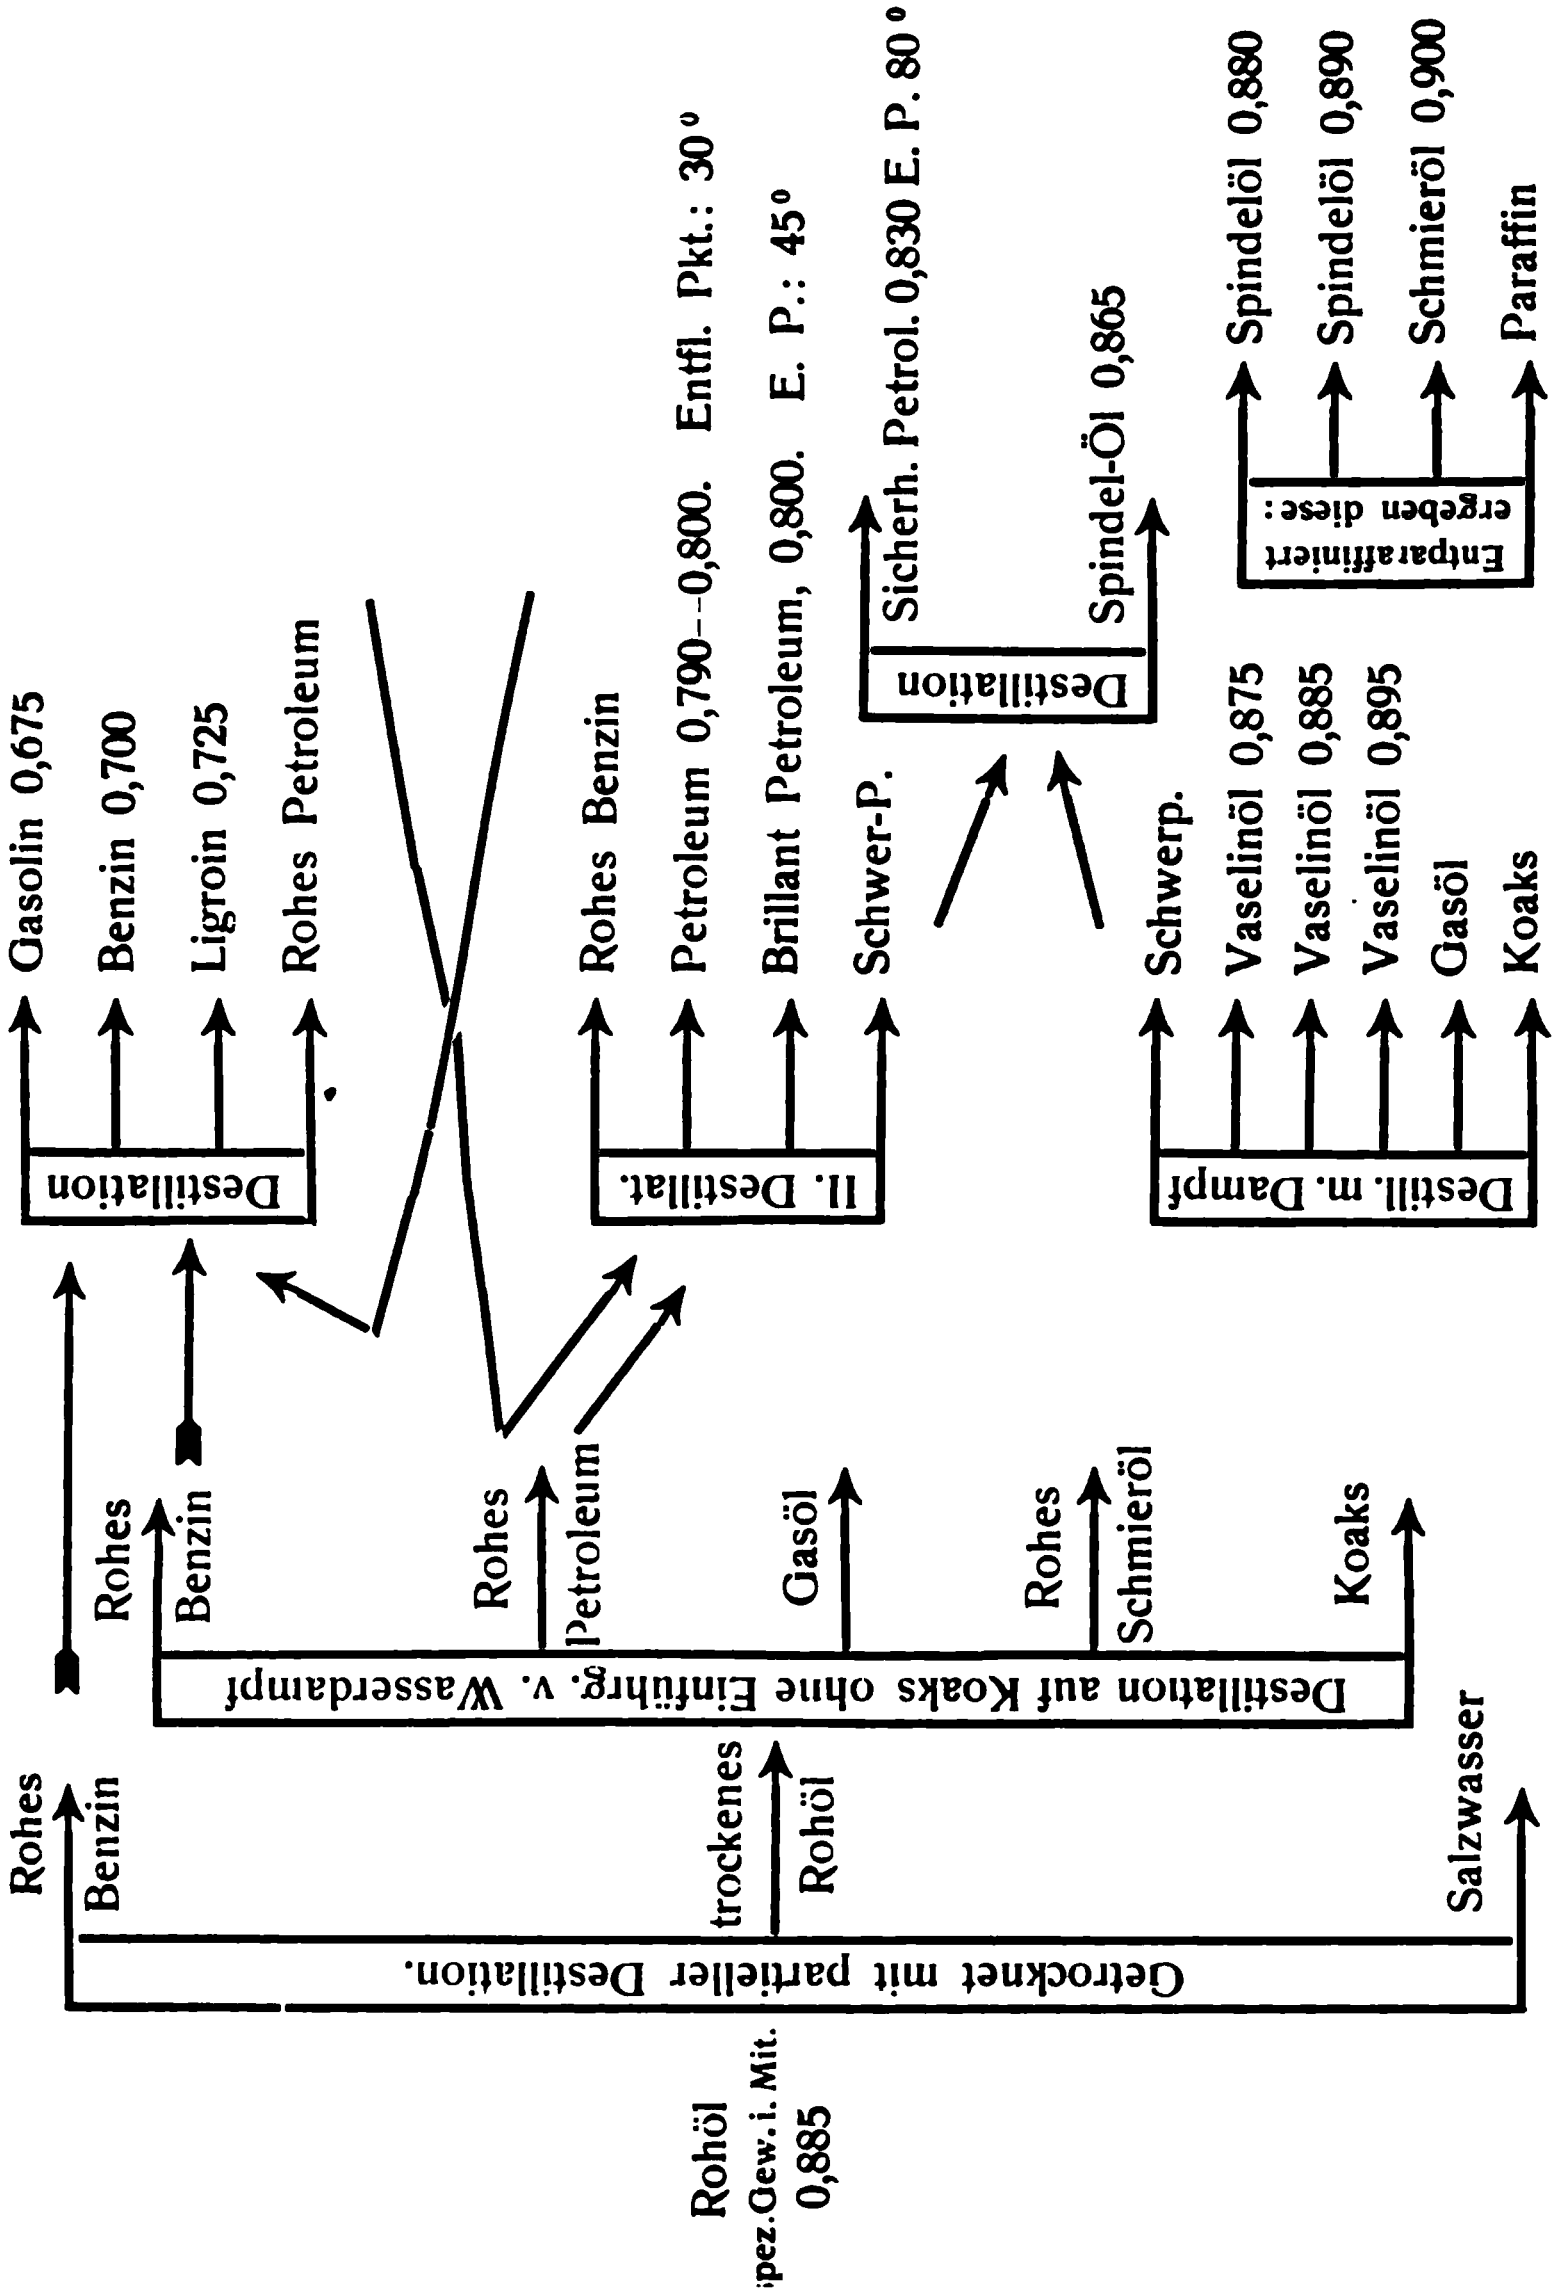 Rohöl
spez. Gew. i. Mit.
0,885
Getrocknet mit partieller Destillation.
Rohes
Benzin
trockenes
Rohöl
Salzwasser
Destillation auf Koaks ohne Einführg. v. Wasserdampf
Rohes
Benzin
Rohes
Petroleum
Gasöl
Rohes
Schmieröl
Koaks
Destillation
Gasolin 0,675
Benzin 0,700
Ligroin 0,725
Rohes Petroleum
II. Destillat.
Rohes Benzin
Petroleum 0,790--0,800. Entfl. Pkt.: 30°
Brillant Petroleum, 0,800. E. P.: 45°
Schwer-P.
Destill. m. Dampf
Schwerp.
Vaselinöl 0,875
Vaselinöl 0,885
Vaselinöl 0,895
Gasöl
Koaks
Destillation
Sicherh. Petrol. 0,830 E. P. 80°
Spindel-Öl 0,865
Entparaffiniert
ergeben diese:
Spindelöl 0,880
Spindelöl 0,890
Schmieröl 0,900
Paraffin